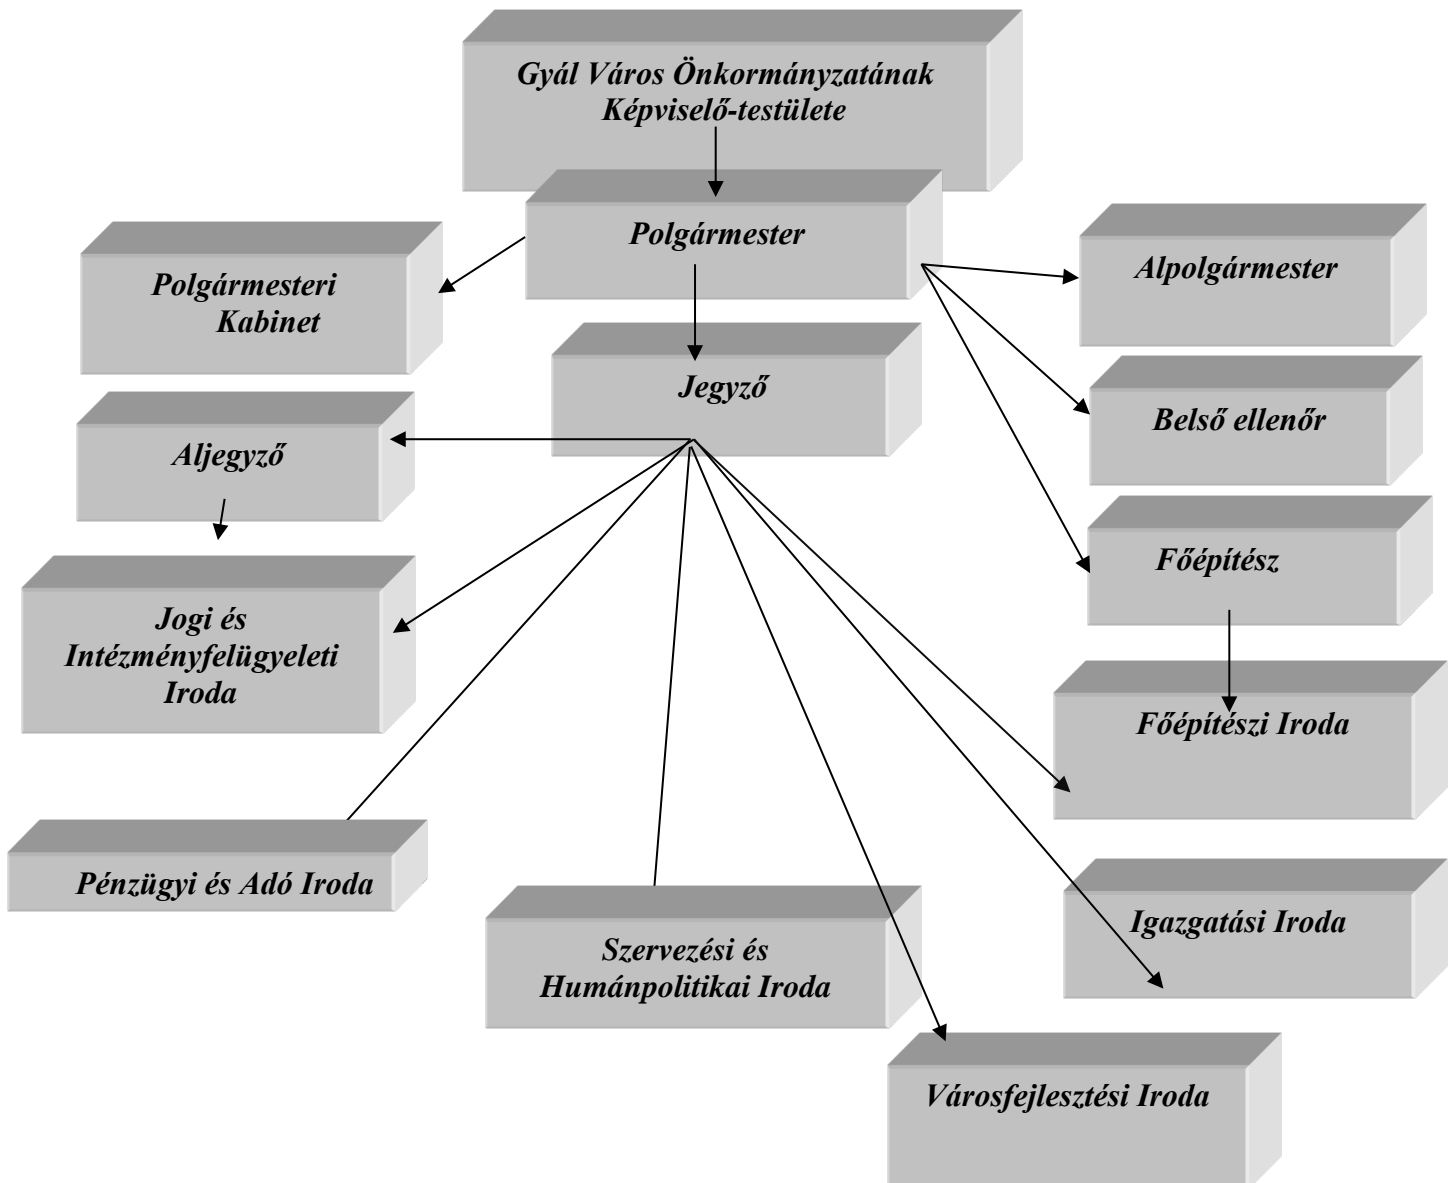 Gyál Város Önkormányzatának
Képviselő-testülete
Polgármester
Polgármesteri
Kabinet
Alpolgármester
Jegyző
Belső ellenőr
Aljegyző
Főépítész
Jogi és
Intézményfelügyeleti
Iroda
Főépítészi Iroda
Pénzügyi és Adó Iroda
Igazgatási Iroda
Szervezési és
Humánpolitikai Iroda
Városfejlesztési Iroda